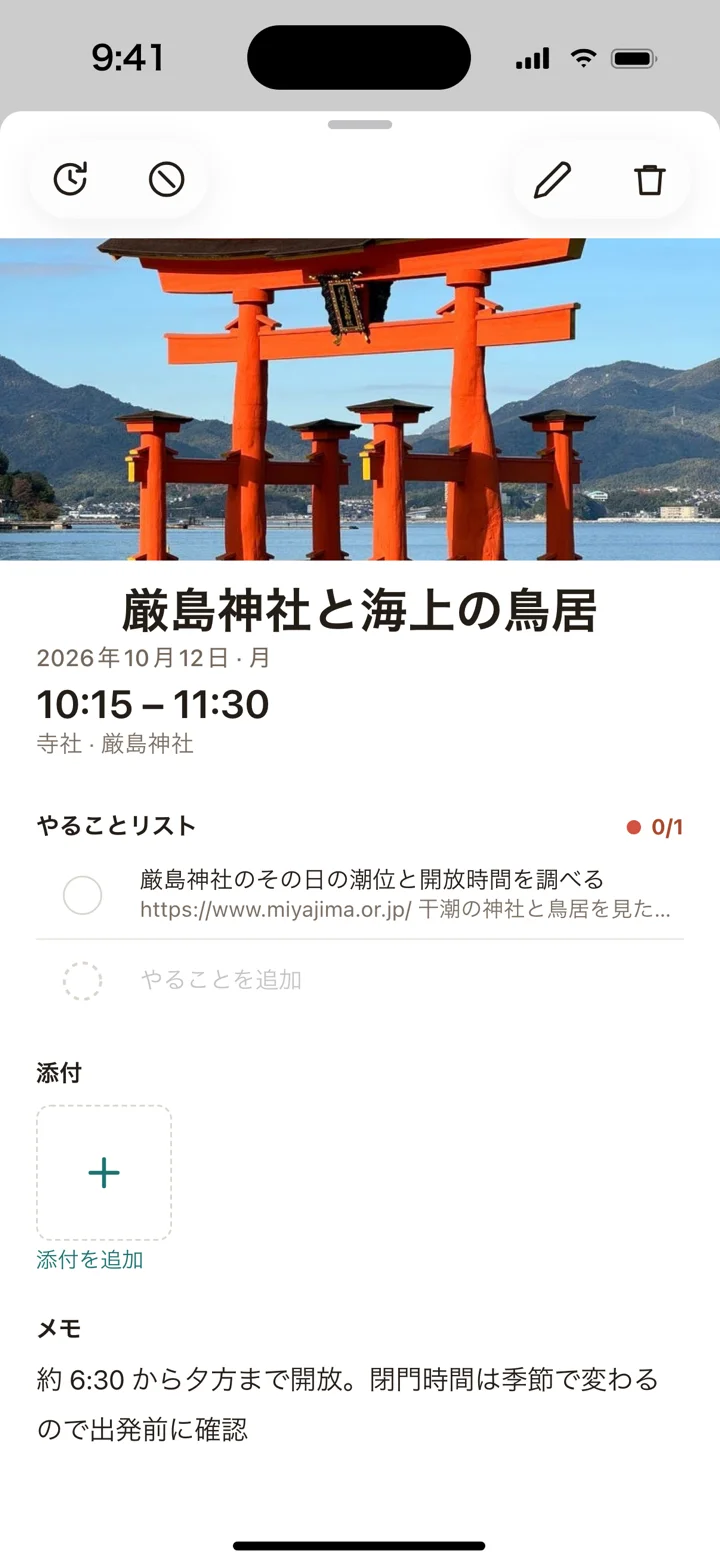 9:41
厳島神社と海上の鳥居
2026年10月12日 · 月
10:15 – 11:30
寺社 · 厳島神社
やることリスト
0/1
厳島神社のその日の潮位と開放時間を調べる
https://www.miyajima.or.jp/ 干潮の神社と鳥居を見た…
やることを追加
添付
添付を追加
メモ
約 6:30 から夕方まで開放。閉門時間は季節で変わる
ので出発前に確認